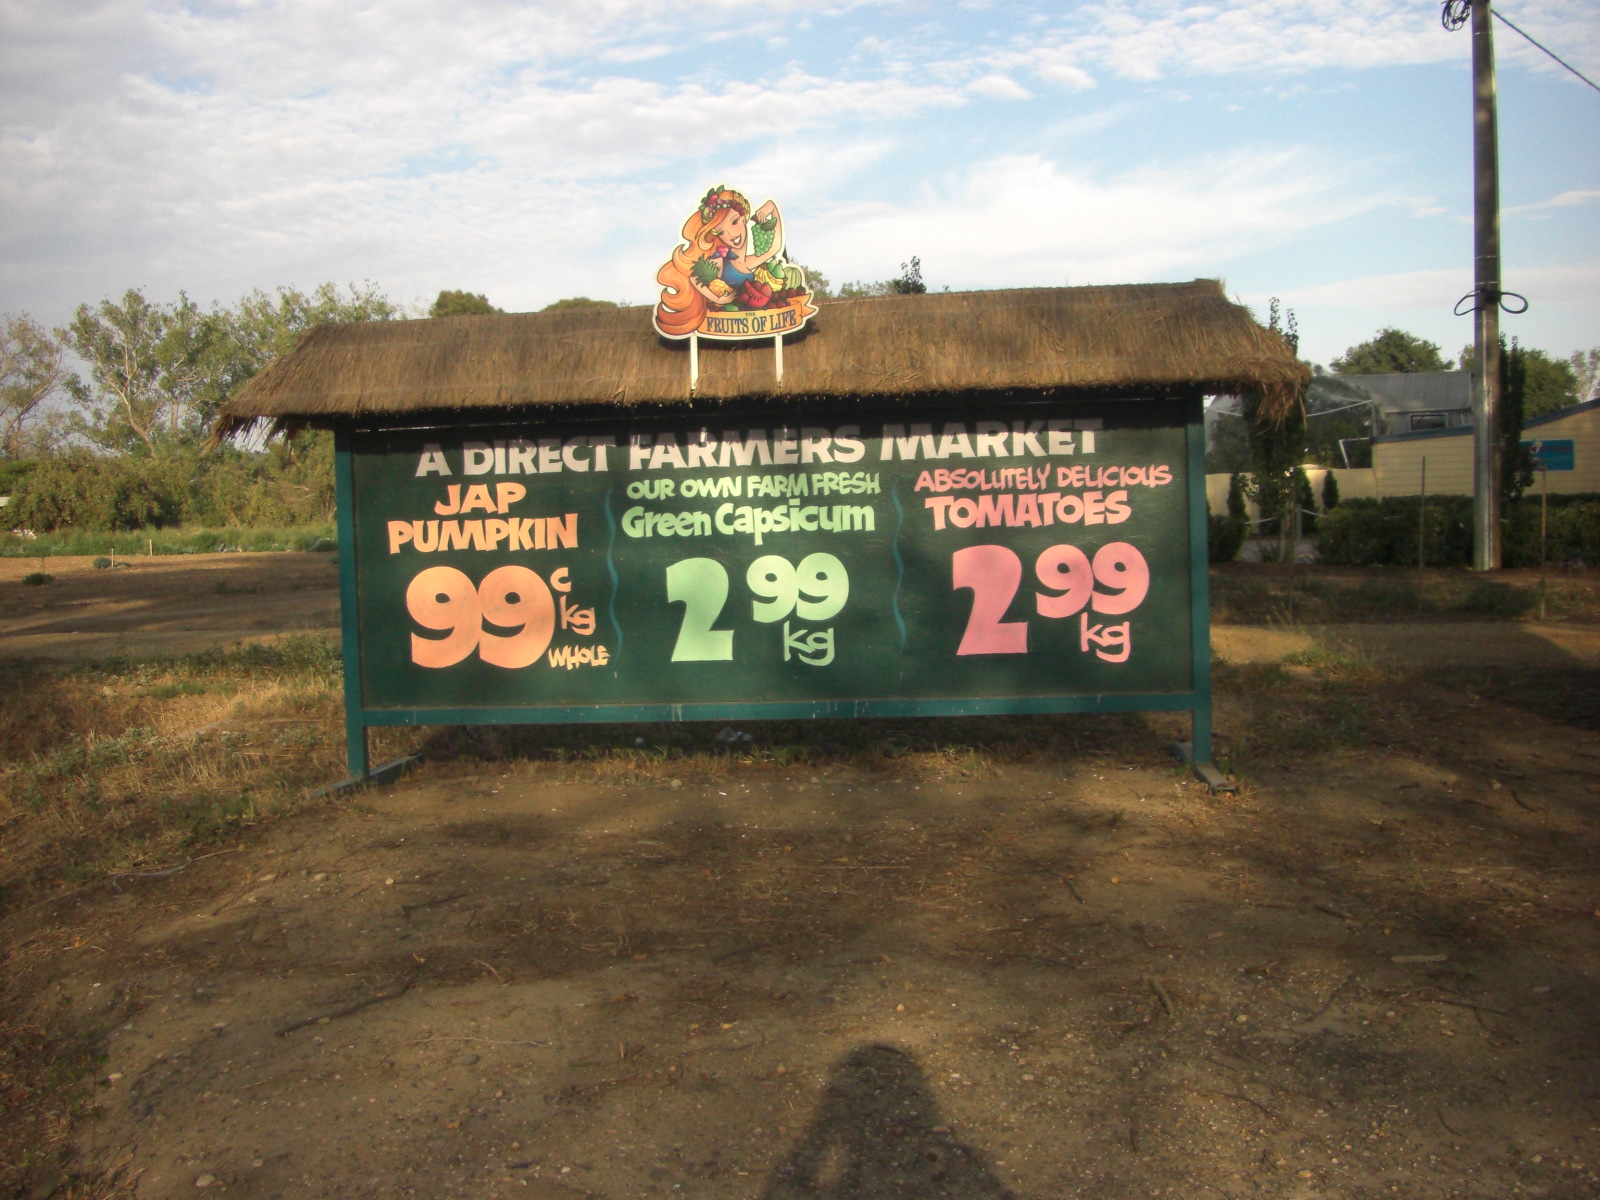 THE
FRUITS OF LIFE
A DIRECT FARMERS MARKET
JAP
PUMPKIN
99c
kg
WHOLE
OUR OWN FARM FRESH
Green Capsicum
2 99
kg
ABSOLUTELY DELICIOUS
TOMATOES
2 99
kg